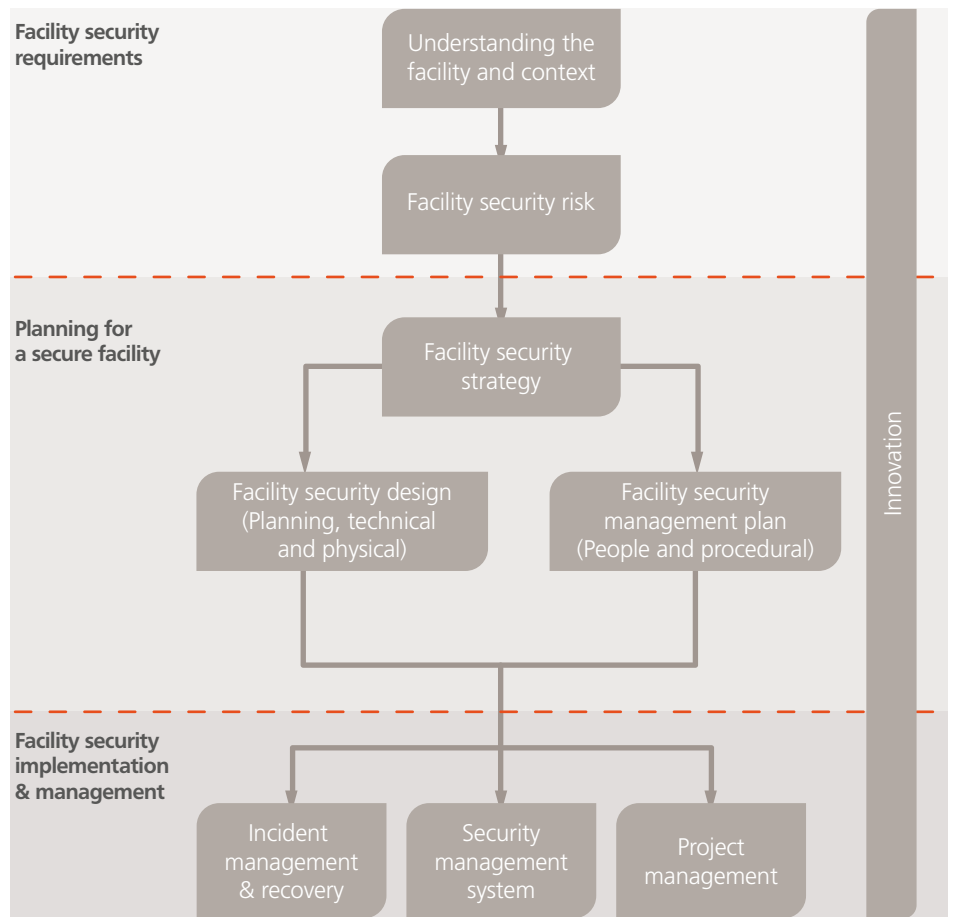 Facility security
requirements
Understanding the
facility and context
Facility security risk
Planning for
a secure facility
Facility security
strategy
Facility security design
(Planning, technical
and physical)
Facility security
management plan
(People and procedural)
Innovation
Facility security
implementation
& management
Incident
management
& recovery
Security
management
system
Project
management